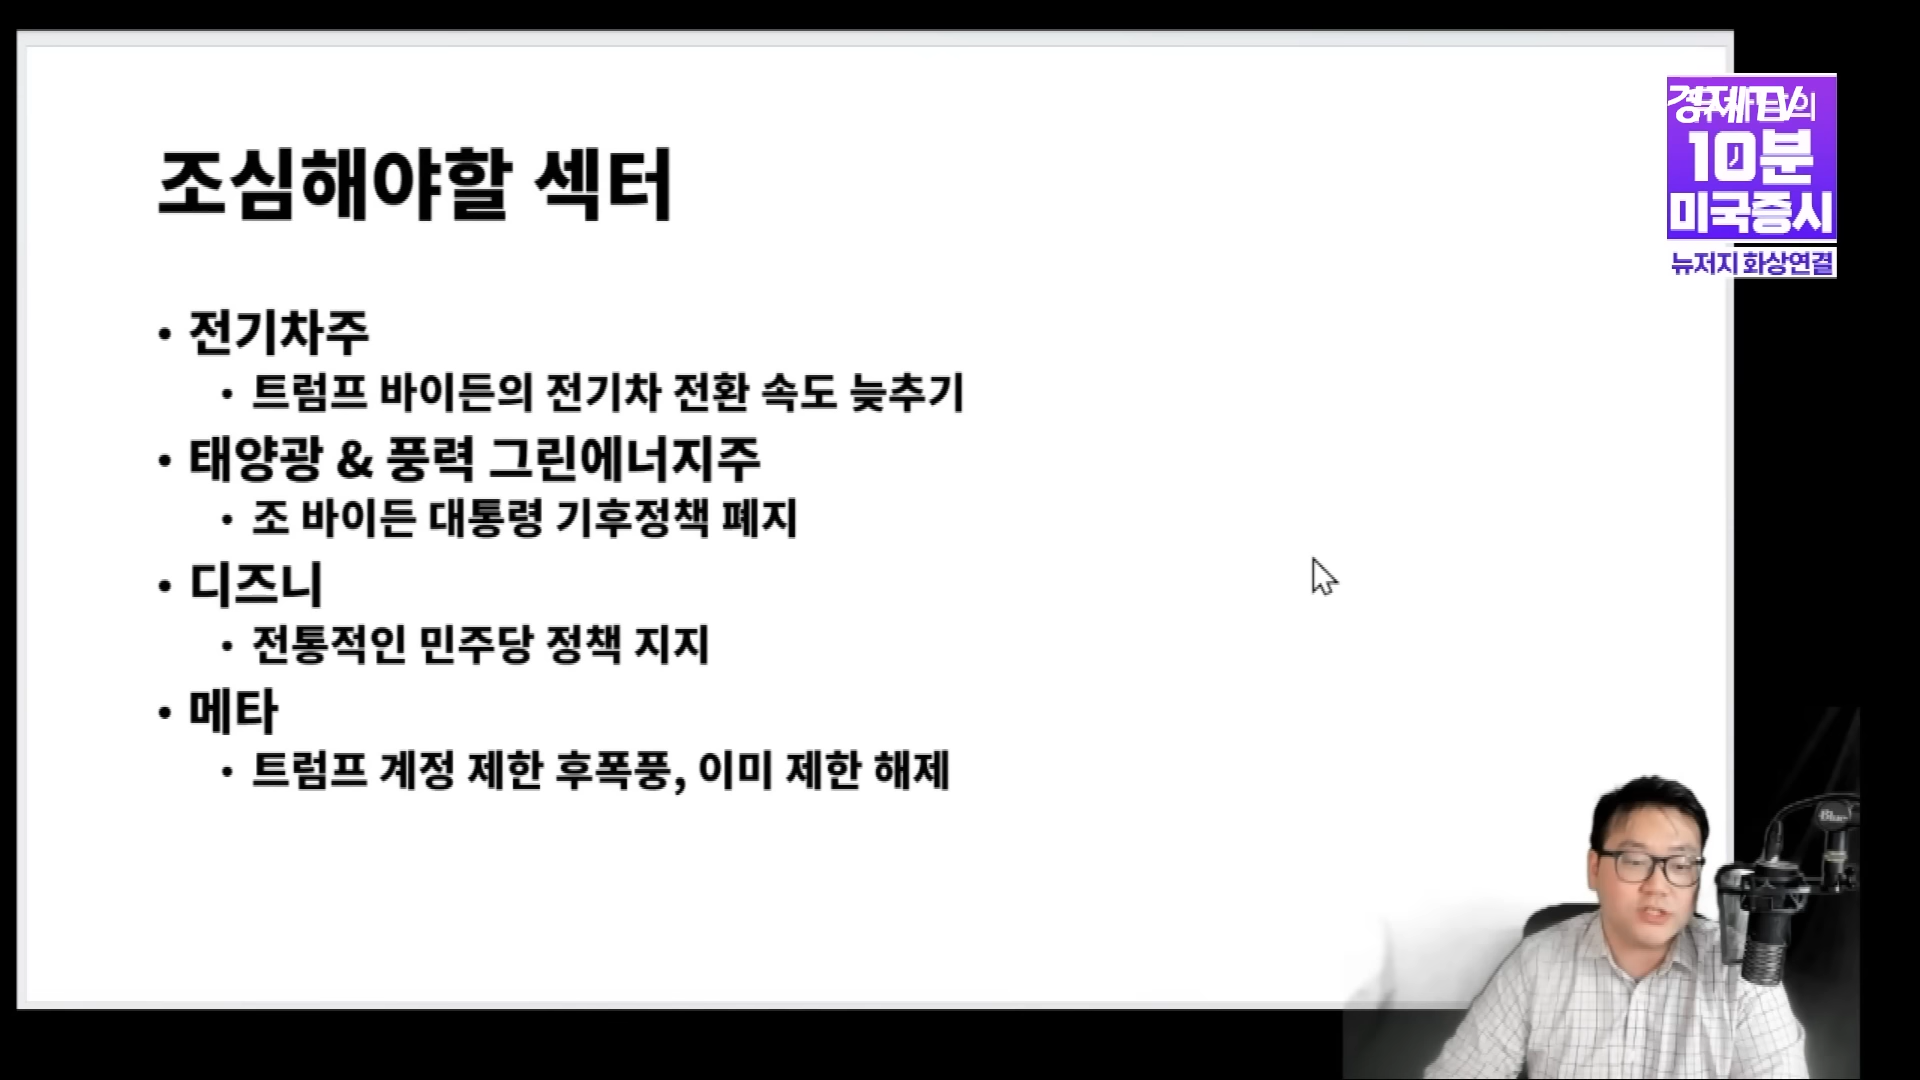 조심해야할 섹터
• 전기차주
• 트럼프 바이든의 전기차 전환 속도 늦추기
• 태양광 & 풍력 그린에너지주
• 조 바이든 대통령 기후정책 폐지
• 디즈니
• 전통적인 민주당 정책 지지
• 메타
• 트럼프 계정 제한 후폭풍, 이미 제한 해제
경제TV
10분
미국증시
뉴저지 화상연결
Blue